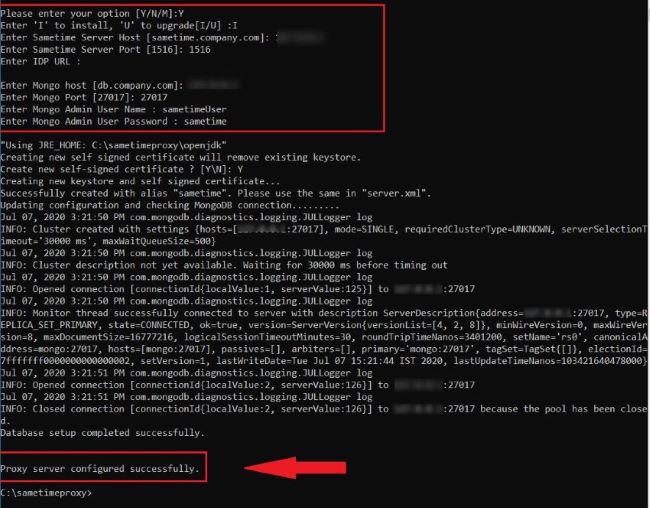 Please enter your option [Y/N/M]:Y
Enter 'I' to install, 'U' to upgrade[I/U] :I
Enter Sametime Server Host [sametime.company.com]:
Enter Sametime Server Port [1516]: 1516
Enter IDP URL :
Enter Mongo host [db.company.com]:
Enter Mongo Port [27017]: 27017
Enter Mongo Admin User Name : sametimeUser
Enter Mongo Admin User Password : sametime
"Using JRE_HOME: C:\sametimeproxy\openjdk"
Creating new self signed certificate will remove existing keystore.
Create new self-signed certificate ? [Y\N]: Y
Creating new keystore and self signed certificate...
Successfully created with alias "sametime". Please use the same in "server.xml".
Updating configuration and checking MongoDB connection.........
Jul 07, 2020 3:21:50 PM com.mongodb.diagnostics.logging.JULLogger log
INFO: Cluster created with settings {hosts=[:27017], mode=SINGLE, requiredClusterType=UNKNOWN, serverSelectionT
imeout='30000 ms', maxWaitQueueSize=500}
Jul 07, 2020 3:21:50 PM com.mongodb.diagnostics.logging.JULLogger log
INFO: Cluster description not yet available. Waiting for 30000 ms before timing out
Jul 07, 2020 3:21:50 PM com.mongodb.diagnostics.logging.JULLogger log
INFO: Opened connection [connectionId{localValue:1, serverValue:125}] to :27017
Jul 07, 2020 3:21:50 PM com.mongodb.diagnostics.logging.JULLogger log
INFO: Monitor thread successfully connected to server with description ServerDescription{address=:27017, type=R
EPLICA_SET_PRIMARY, state=CONNECTED, ok=true, version=ServerVersion{versionList=[4, 2, 8]}, minWireVersion=0, maxWireVer
sion=8, maxDocumentSize=16777216, logicalSessionTimeoutMinutes=30, roundTripTimeNanos=3401200, setName='rs0', canonicalA
ddress=mongo:27017, hosts=[mongo:27017], passives=[], arbiters=[], primary='mongo:27017', tagSet=TagSet{[]}, electionId=
7fffffff0000000000000002, setVersion=1, lastWriteDate=Tue Jul 07 15:21:44 IST 2020, lastUpdateTimeNanos=103421640478000}
Jul 07, 2020 3:21:51 PM com.mongodb.diagnostics.logging.JULLogger log
INFO: Opened connection [connectionId{localValue:2, serverValue:126}] to :27017
Jul 07, 2020 3:21:51 PM com.mongodb.diagnostics.logging.JULLogger log
INFO: Closed connection [connectionId{localValue:2, serverValue:126}] to :27017 because the pool has been close
d.
Database setup completed successfully.
Proxy server configured successfully.
C:\sametimeproxy>